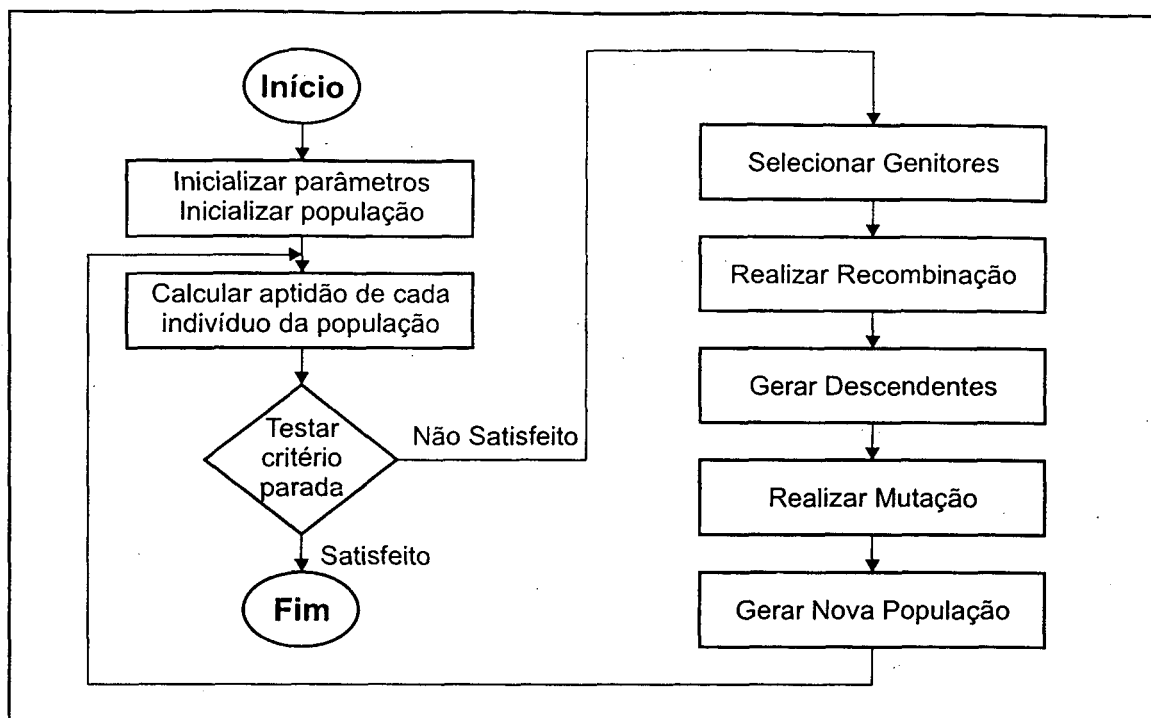 Início
Inicializar parâmetros
Inicializar população
Calcular aptidão de cada
indivíduo da população
Testar
critério
parada
Não Satisfeito
Satisfeito
Fim
Selecionar Genitores
Realizar Recombinação
Gerar Descendentes
Realizar Mutação
Gerar Nova População